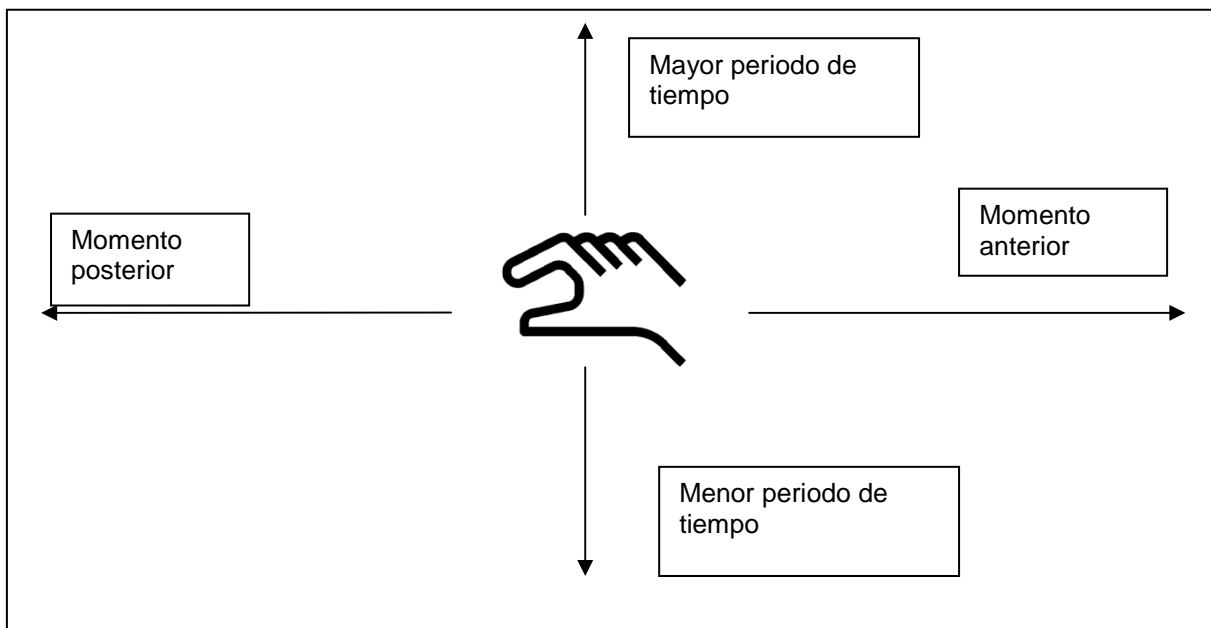 Mayor periodo de
tiempo
Momento
posterior
Momento
anterior
Menor periodo de
tiempo